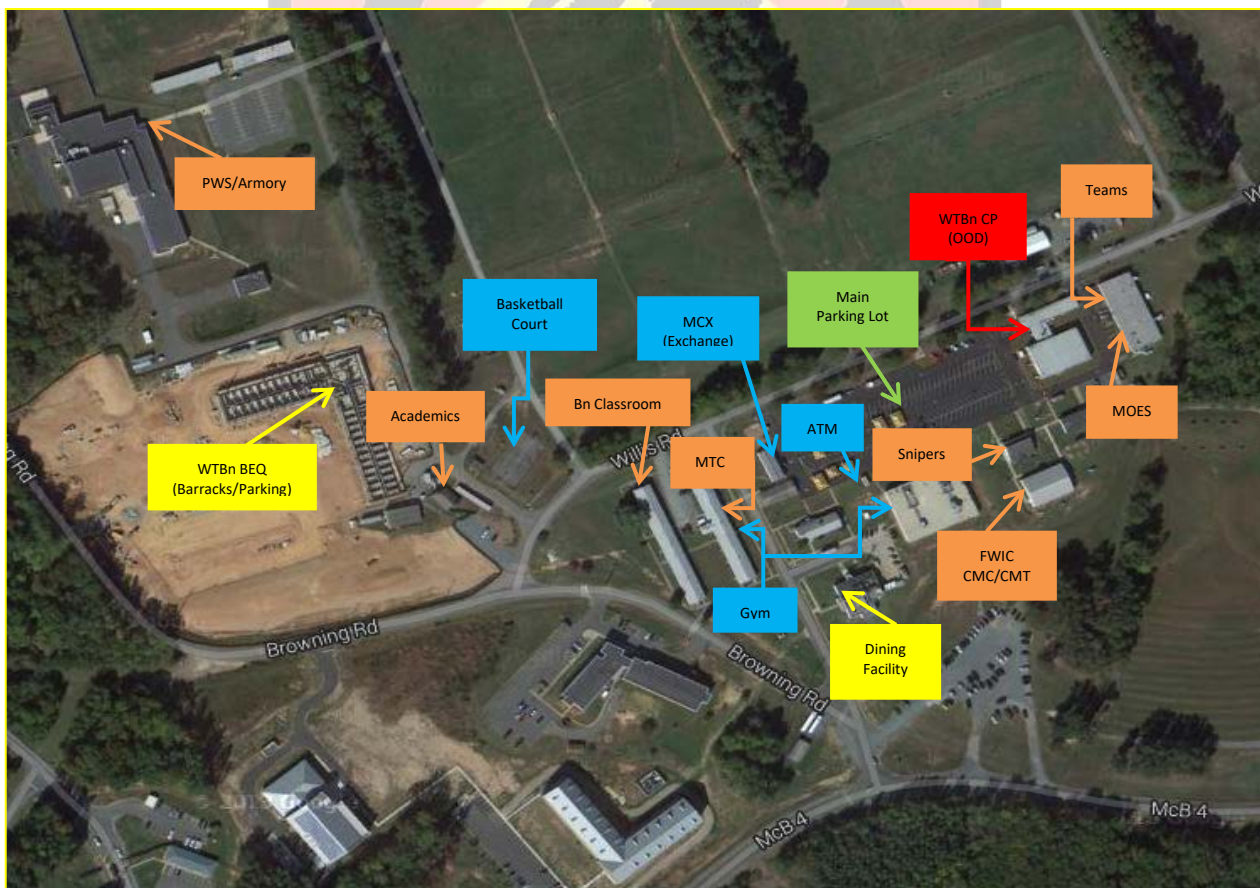 PWS/Armory
Teams
WTBn CP
(OOD)
Basketball
Court
MCX
(Exchange)
Main
Parking Lot
MOES
Academics
Bn Classroom
WTBn BEQ
(Barracks/Parking)
Willis Rd
MTC
ATM
Snipers
FWIC
CMC/CMT
Gym
Dining
Facility
Browning Rd
Browning Rd
McB 4
McB 4